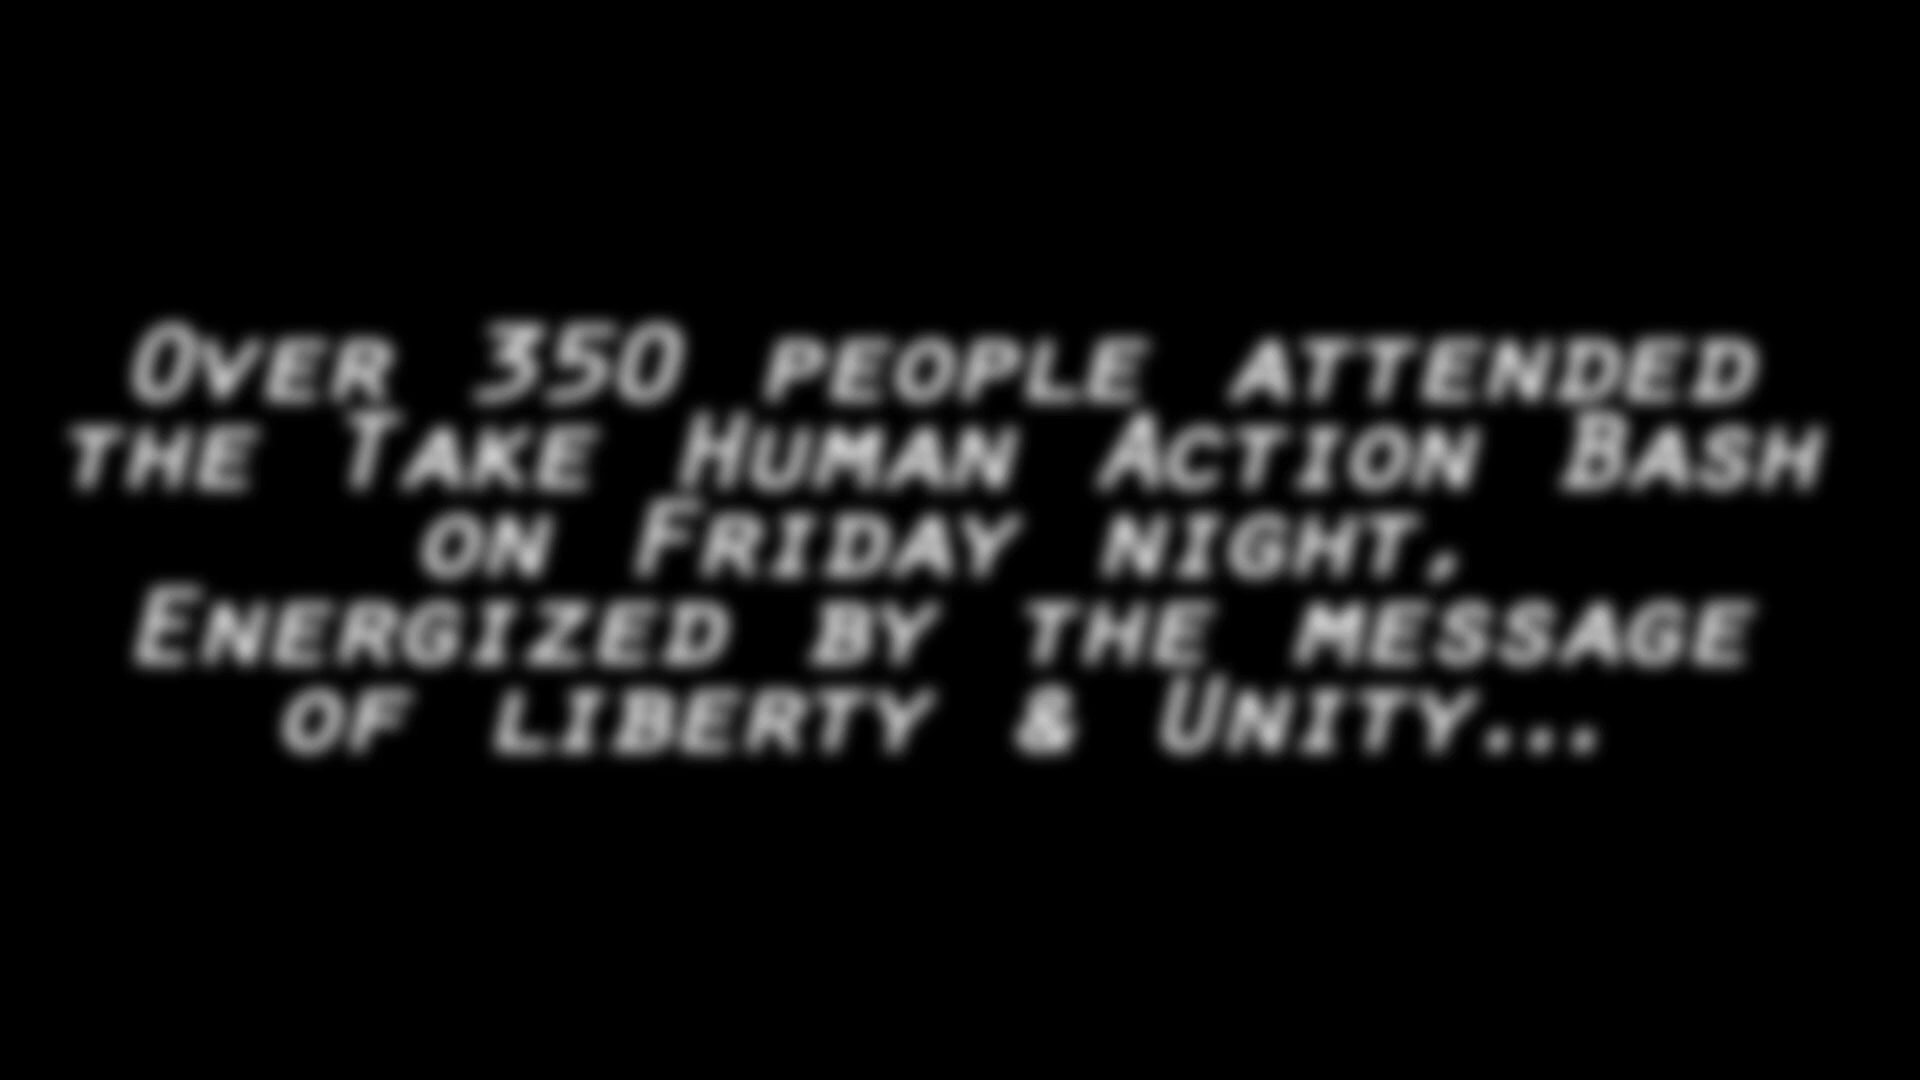 Over 350 people attended
the Take Human Action Bash
on Friday night,
Energized by the message
of liberty & Unity...